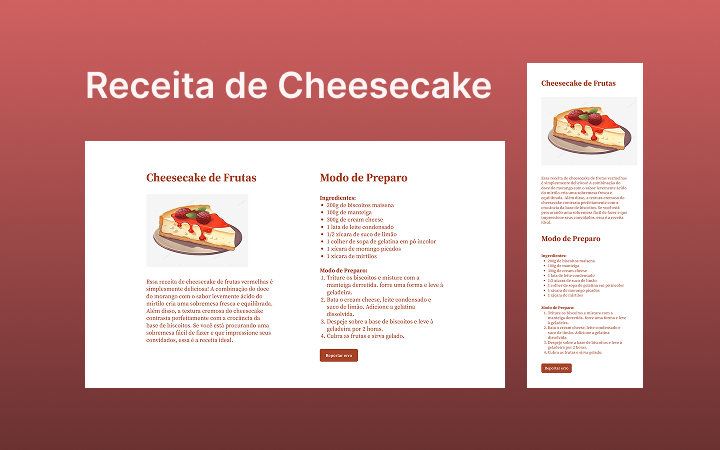 Receita de Cheesecake
Cheesecake de Frutas
Essa receita de cheesecake de frutas vermelhas é
simplesmente deliciosa! A combinação do doce
do morango com o sabor levemente ácido do
mirtilo cria uma sobremesa fresca e equilibrada.
Além disso, a textura cremosa do cheesecake
contrasta perfeitamente com a crocância da
base de biscoitos. Se você está procurando uma
sobremesa fácil de fazer e que impressione seus
convidados, essa é a receita ideal.
Modo de Preparo
Ingredientes:
• 200g de biscoitos maisena
• 100g de manteiga
• 300g de cream cheese
• 1 lata de leite condensado
• 1/2 xícara de suco de limão
• 1 colher de sopa de gelatina em pó incolor
• 1 xícara de morango picados
• 1 xícara de mirtilos
Modo de Preparo:
1. Triture os biscoitos e misture com a
manteiga derretida. forre uma forma e leve à
geladeira.
2. Bata o cream cheese, leite condensado e
suco de limão. Adicione a gelatina
dissolvida.
3. Despeje sobre a base de biscoitos e leve à
geladeira por 2 horas.
4. Cubra as frutas e sirva gelado.
Reportar erro
Cheesecake de Frutas
Essa receita de cheesecake de frutas vermelhas
é simplesmente deliciosa! A combinação do
doce do morango com o sabor levemente ácido
do mirtilo cria uma sobremesa fresca e
equilibrada. Além disso, a textura cremosa do
cheesecake contrasta perfeitamente com a
crocância da base de biscoitos. Se você está
procurando uma sobremesa fácil de fazer e que
impressione seus convidados, essa é a receita
ideal.
Modo de Preparo
Ingredientes:
• 200g de biscoitos maisena
• 100g de manteiga
• 300g de cream cheese
• 1 lata de leite condensado
• 1/2 xícara de suco de limão
• 1 colher de sopa de gelatina em pó incolor
• 1 xícara de morango picados
• 1 xícara de mirtilos
Modo de Preparo:
1. Triture os biscoitos e misture com a
manteiga derretida. forre uma forma e leve
à geladeira.
2. Bata o cream cheese, leite condensado e
suco de limão. Adicione a gelatina
dissolvida.
3. Despeje sobre a base de biscoitos e leve à
geladeira por 2 horas.
4. Cubra as frutas e sirva gelado.
Reportar erro